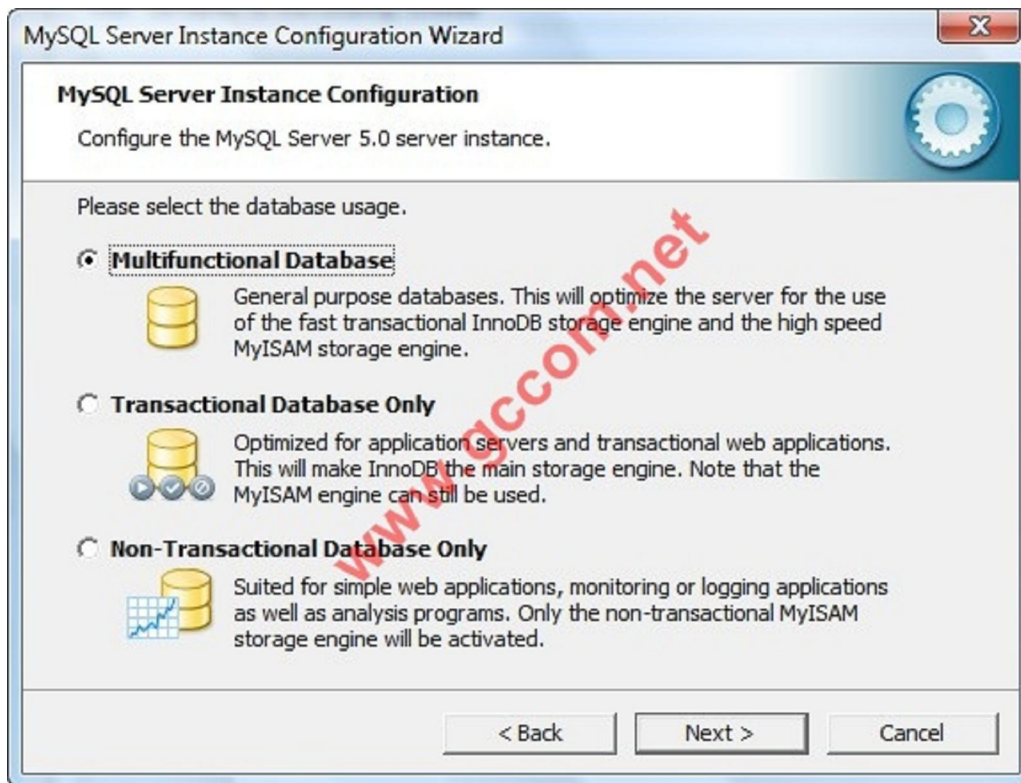 MySQL Server Instance Configuration Wizard
MySQL Server Instance Configuration
Configure the MySQL Server 5.0 server instance.
Please select the database usage.
Multifunctional Database
General purpose databases. This will optimize the server for the use
of the fast transactional InnoDB storage engine and the high speed
MyISAM storage engine.
Transactional Database Only
Optimized for application servers and transactional web applications.
This will make InnoDB the main storage engine. Note that the
MyISAM engine can still be used.
Non-Transactional Database Only
Suited for simple web applications, monitoring or logging applications
as well as analysis programs. Only the non-transactional MyISAM
storage engine will be activated.
www.gccom.net
< Back
Next >
Cancel